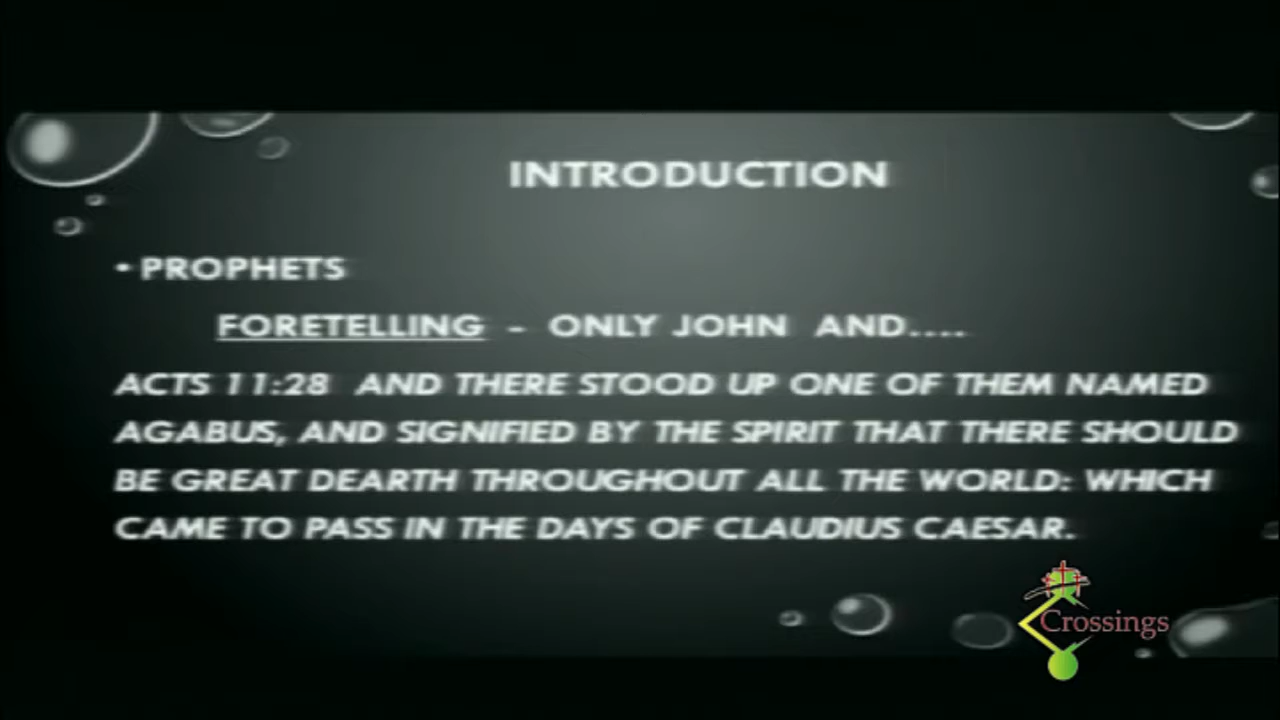 INTRODUCTION
• PROPHETS
FORETELLING - ONLY JOHN AND....
ACTS 11:28 AND THERE STOOD UP ONE OF THEM NAMED
AGABUS, AND SIGNIFIED BY THE SPIRIT THAT THERE SHOULD
BE GREAT DEARTH THROUGHOUT ALL THE WORLD: WHICH
CAME TO PASS IN THE DAYS OF CLAUDIUS CAESAR.
Crossings